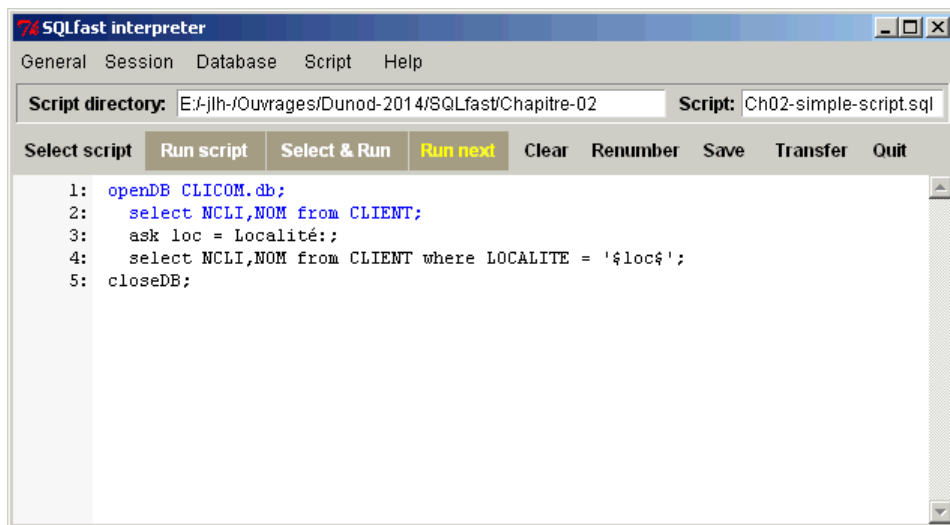 7% SQLfast interpreter
General Session Database Script Help
Script directory: E:/-jlh-/Ouvrages/Dunod-2014/SQLfast/Chapitre-02 Script: Ch02-simple-script.sql
Select script Run script Select & Run Run next Clear Renumber Save Transfer Quit
1: openDB CLICOM.db;
2: select NCLI,NOM from CLIENT;
3: ask loc = Localité:;
4: select NCLI,NOM from CLIENT where LOCALITE = '$loc$';
5: closeDB;